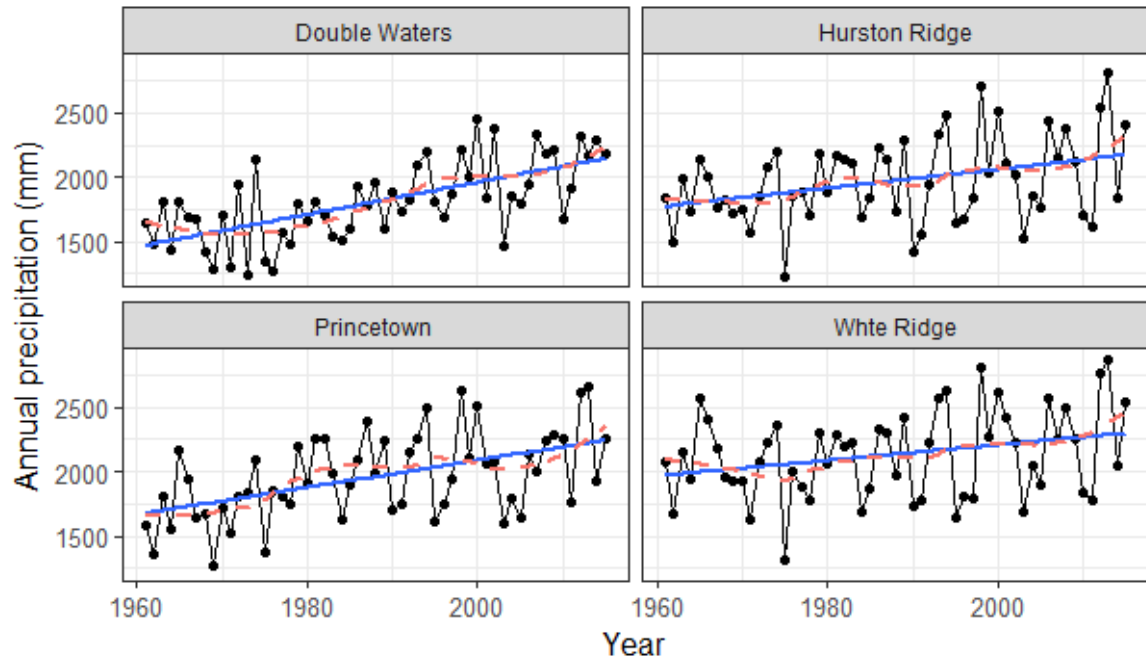 Double Waters
Hurston Ridge
2500
2000
1500
Princetown
Whte Ridge
2500
2000
1500
1960
1980
2000
1960
1980
2000
Annual precipitation (mm)
Year